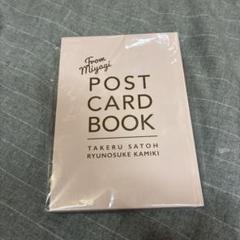 From
Miyagi
POST
CARD
BOOK
TAKERU SATOH
RYUNOSUKE KAMIKI